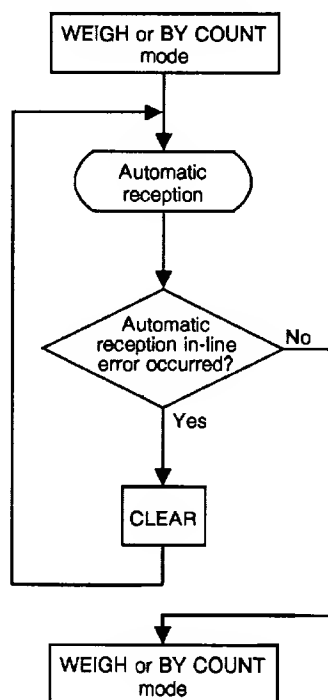 WEIGH or BY COUNT
mode
Automatic
reception
Automatic
reception in-line
error occurred?
No
Yes
CLEAR
WEIGH or BY COUNT
mode